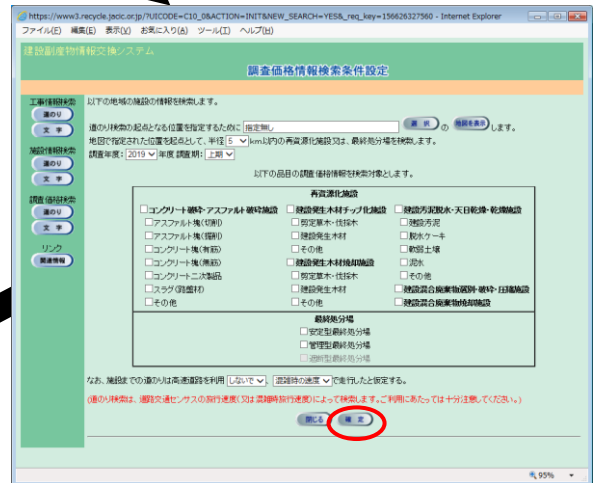 https://www3.recycle.jacic.or.jp/?UICODE=C10_0&ACTION=INIT&NEW_SEARCH=YES&_req_key=156626327560 - Internet Explorer
ファイル(F) 編集(E) 表示(V) お気に入り(A) ツール(T) ヘルプ(H)
建設副産物情報交換システム
調査価格情報検索条件設定
工事情報検索
道のり
文字
施設情報検索
道のり
文字
調査価格検索
道のり
文字
リンク
関連情報
以下の地域の施設の情報を検索します。
道のり検索の起点となる位置を指定するために 指定無し 選択 の 地図を表示 します。
地図で指定された位置を起点として、半径 5 km以内の再資源化施設又は、最終処分場を検索します。
調査年度: 2019 年度 調査期: 上期
以下の品目の調査価格情報を検索対象とします。
再資源化施設
コンクリート破砕・アスファルト破砕施設 建設発生木材チップ化施設 建設汚泥脱水・天日乾燥・乾燥施設
アスファルト塊(切削) 剪定草木・伐採木 建設汚泥
アスファルト塊(掘削) 建設発生木材 脱水ケーキ
コンクリート塊(有筋) その他 軟弱土壌
コンクリート塊(無筋) 建設発生木材焼却施設 泥水
コンクリート二次製品 剪定草木・伐採木 その他
スラグ(路盤材) 建設発生木材 建設混合廃棄物選別・破砕・圧縮施設
その他 その他 建設混合廃棄物焼却施設
最終処分場
安定型最終処分場
管理型最終処分場
遮断型最終処分場
なお、施設までの道のりは高速道路を利用 しないで 、 混雑時の速度 で走行したと仮定する。
(道のり検索は、道路交通センサスの旅行速度(又は混雑時旅行速度)によって検索します。ご利用にあたっては十分注意してください。)
閉じる 確定
95%